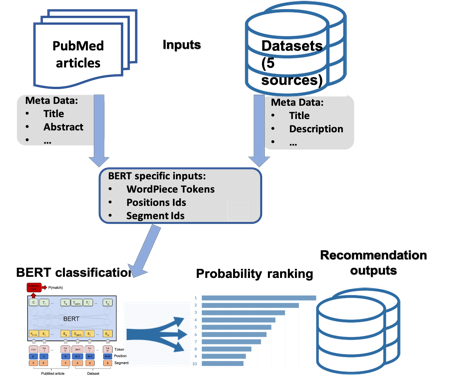 PubMed
articles
Inputs
Datasets
(5
sources)
Meta Data:
• Title
• Abstract
• ...
Meta Data:
• Title
• Description
• ...
BERT specific inputs:
• WordPiece Tokens
• Positions Ids
• Segment Ids
BERT classification
Probability ranking
Recommendation
outputs
P(match)
BERT
Token
Position
Segment
PubMed article
Dataset
1
2
3
4
5
6
7
8
9
10